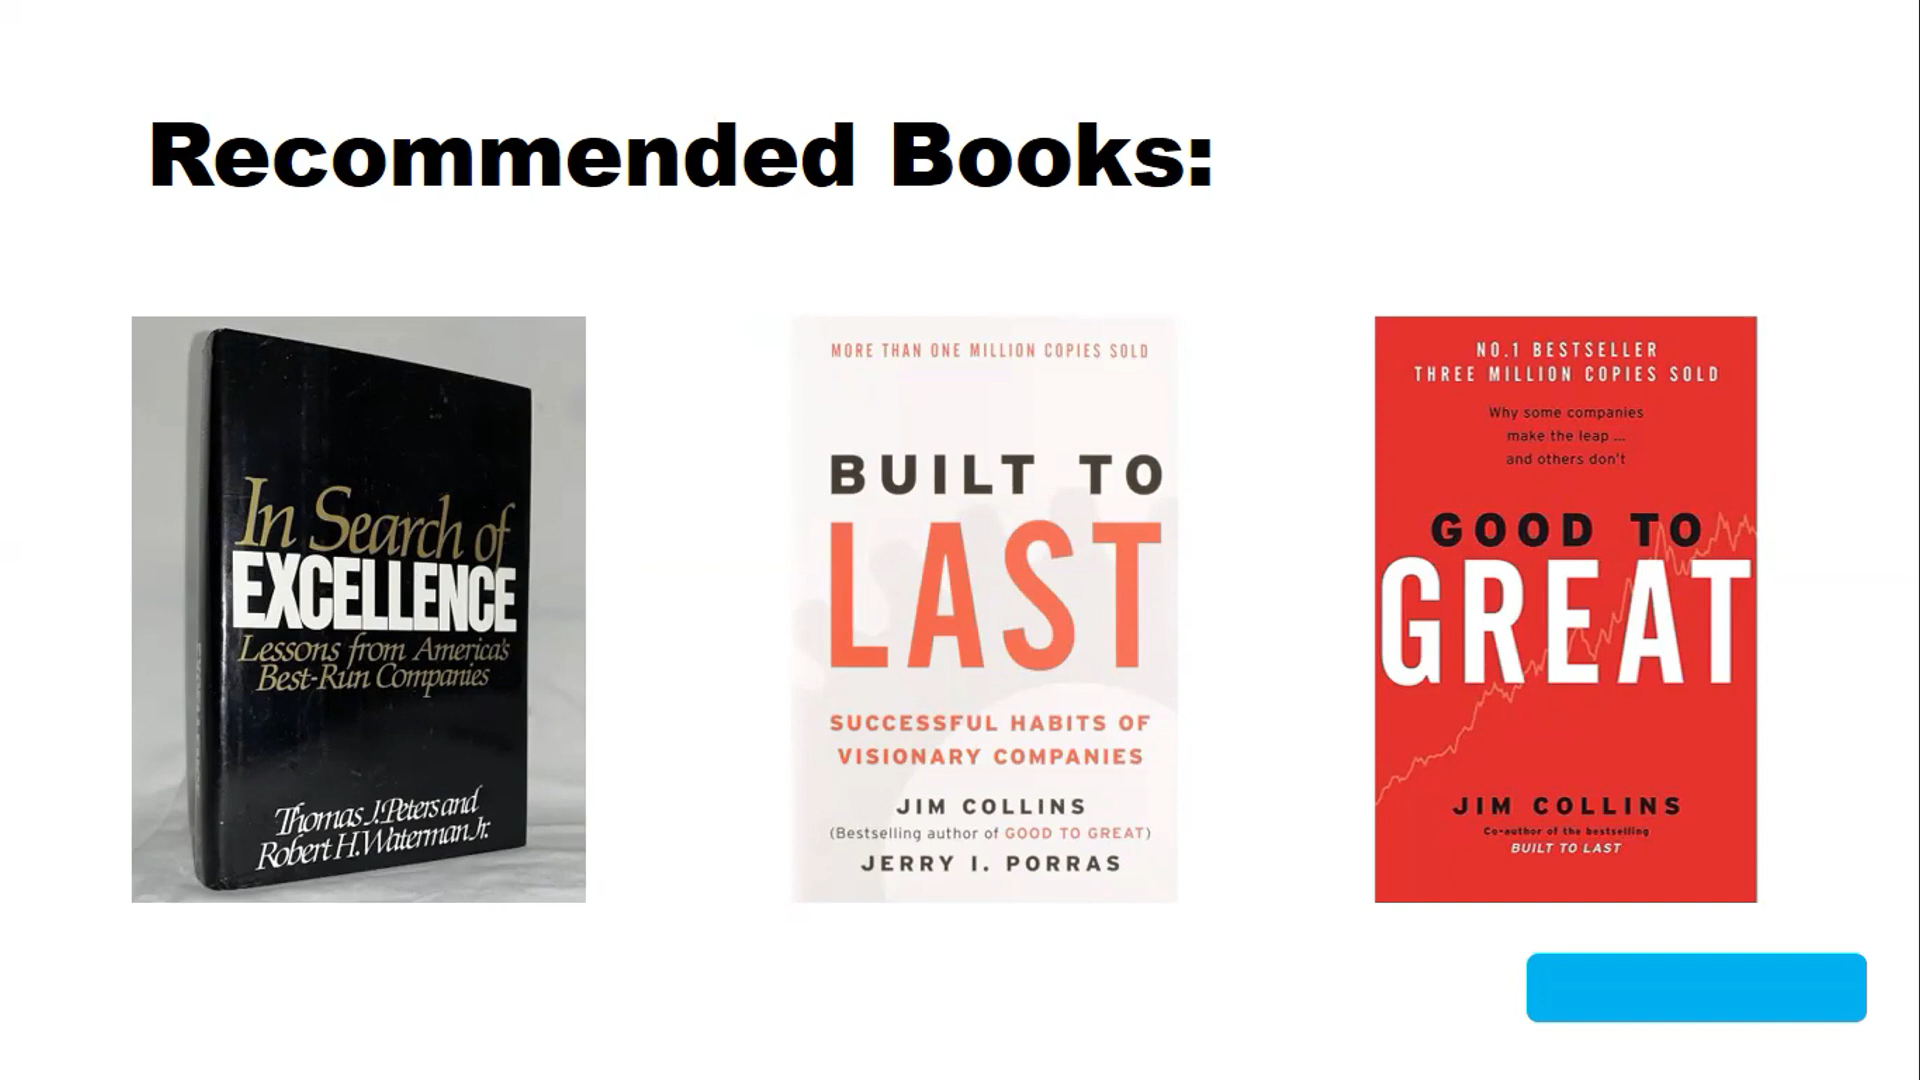 Recommended Books:
In Search of
EXCELLENCE
Lessons from America's
Best-Run Companies
Thomas J. Peters and
Robert H. Waterman Jr.
MORE THAN ONE MILLION COPIES SOLD
BUILT TO
LAST
SUCCESSFUL HABITS OF
VISIONARY COMPANIES
JIM COLLINS
(Bestselling author of GOOD TO GREAT)
JERRY I. PORRAS
NO.1 BESTSELLER
THREE MILLION COPIES SOLD
Why some companies
make the leap ...
and others don't
GOOD TO
GREAT
JIM COLLINS
Co-author of the bestselling
BUILT TO LAST